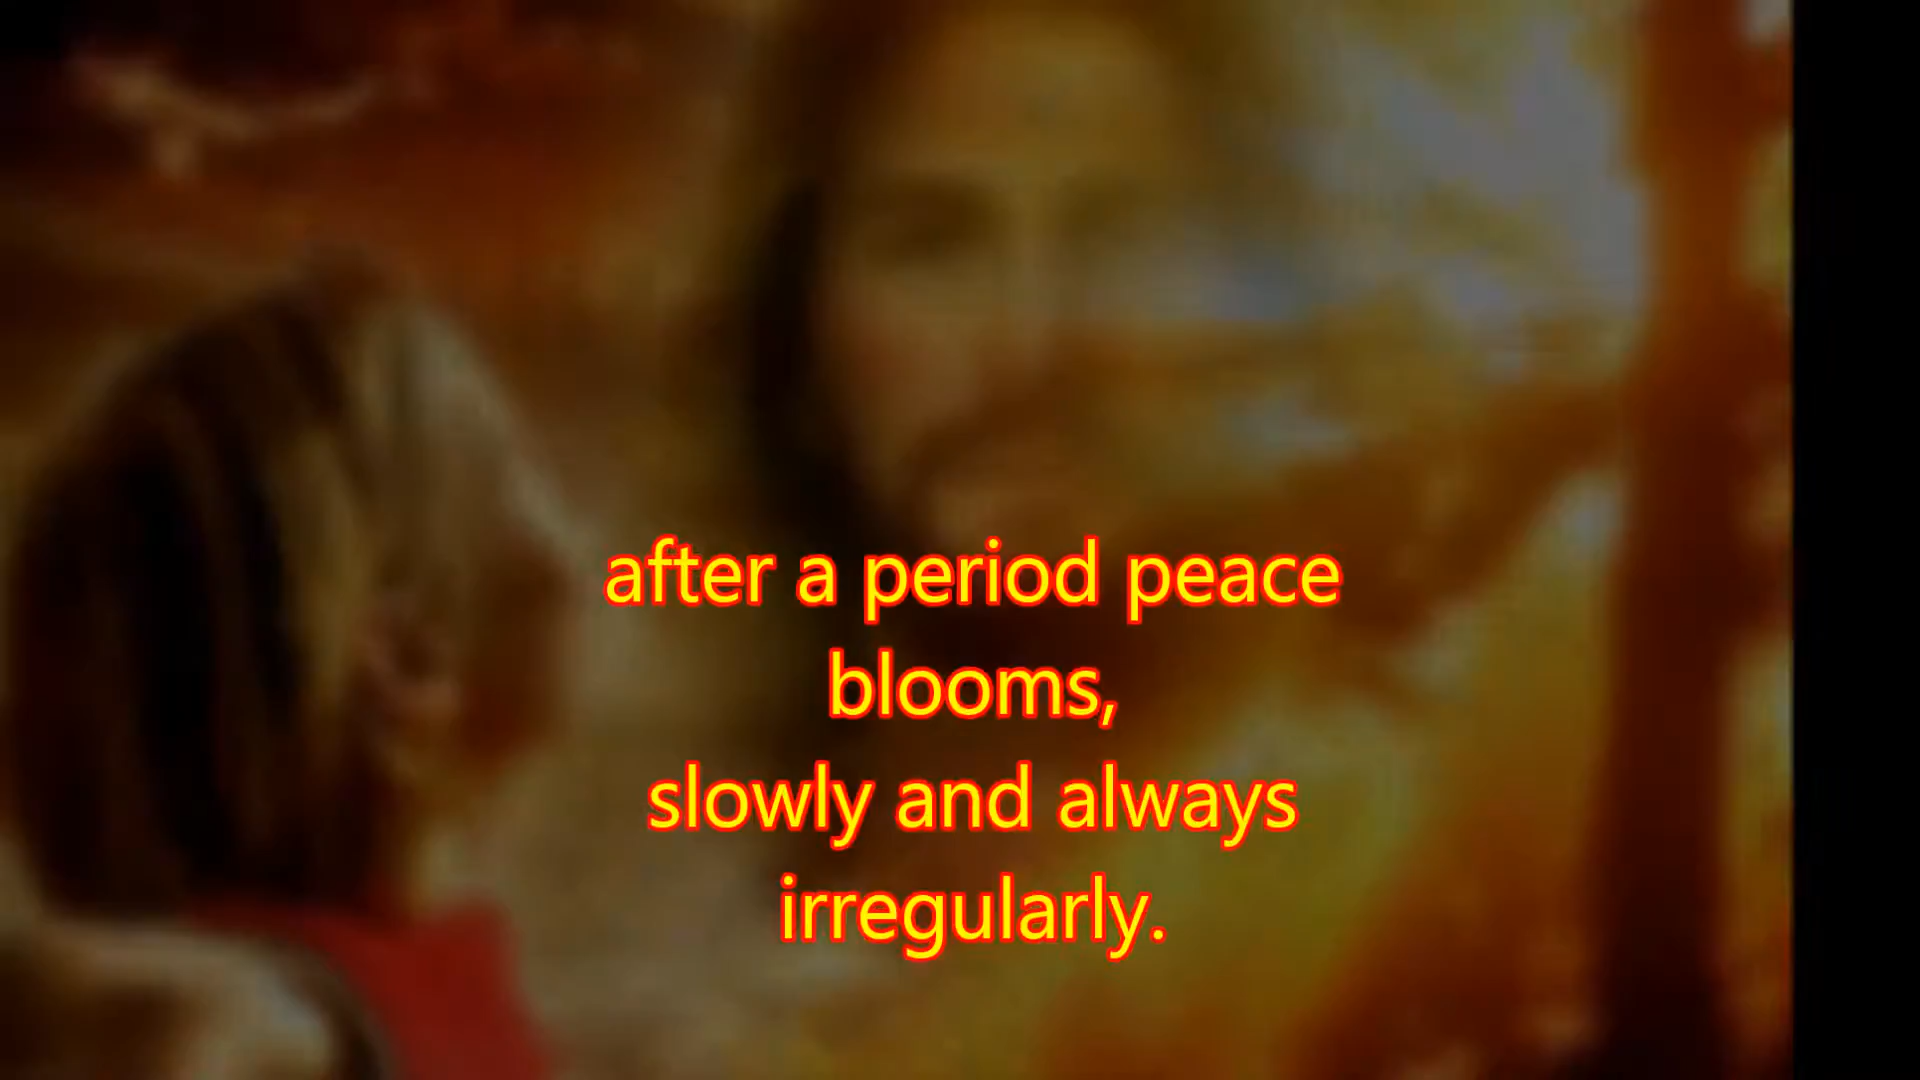 after a period peace
blooms,
slowly and always
irregularly.